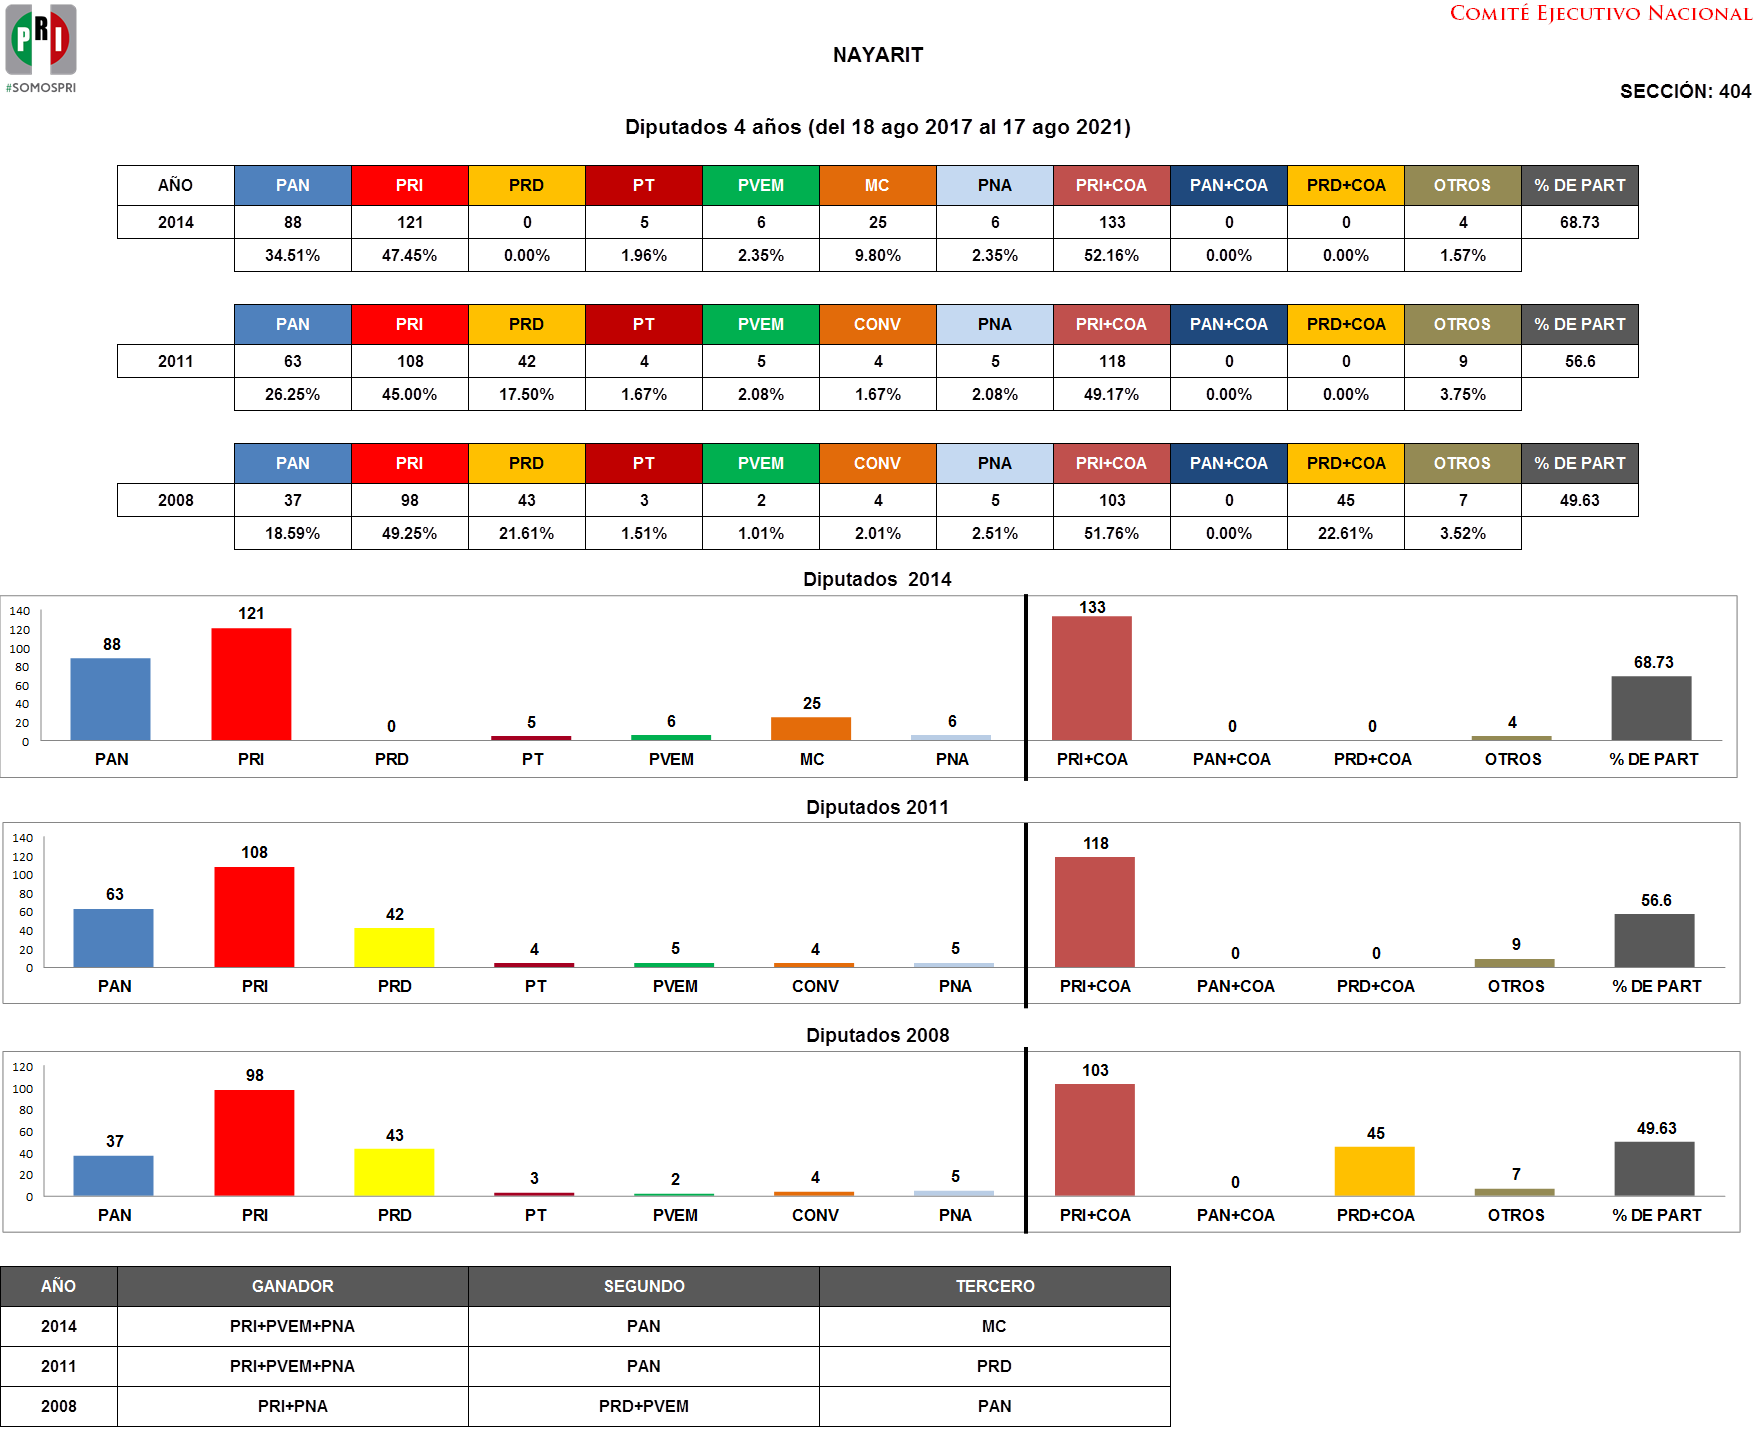 PRI
#SOMOSPRI
COMITÉ EJECUTIVO NACIONAL
NAYARIT
SECCIÓN: 404
Diputados 4 años (del 18 ago 2017 al 17 ago 2021)
AÑO PAN PRI PRD PT PVEM MC PNA PRI+COA PAN+COA PRD+COA OTROS % DE PART
2014 88 121 0 5 6 25 6 133 0 0 4 68.73
34.51% 47.45% 0.00% 1.96% 2.35% 9.80% 2.35% 52.16% 0.00% 0.00% 1.57%
PAN PRI PRD PT PVEM CONV PNA PRI+COA PAN+COA PRD+COA OTROS % DE PART
2011 63 108 42 4 5 4 5 118 0 0 9 56.6
26.25% 45.00% 17.50% 1.67% 2.08% 1.67% 2.08% 49.17% 0.00% 0.00% 3.75%
PAN PRI PRD PT PVEM CONV PNA PRI+COA PAN+COA PRD+COA OTROS % DE PART
2008 37 98 43 3 2 4 5 103 0 45 7 49.63
18.59% 49.25% 21.61% 1.51% 1.01% 2.01% 2.51% 51.76% 0.00% 22.61% 3.52%
Diputados 2014
140
120
100
80
60
40
20
0
88 121 0 5 6 25 6 133 0 0 4 68.73
PAN PRI PRD PT PVEM MC PNA PRI+COA PAN+COA PRD+COA OTROS % DE PART
Diputados 2011
140
120
100
80
60
40
20
0
63 108 42 4 5 4 5 118 0 0 9 56.6
PAN PRI PRD PT PVEM CONV PNA PRI+COA PAN+COA PRD+COA OTROS % DE PART
Diputados 2008
120
100
80
60
40
20
0
37 98 43 3 2 4 5 103 0 45 7 49.63
PAN PRI PRD PT PVEM CONV PNA PRI+COA PAN+COA PRD+COA OTROS % DE PART
AÑO GANADOR SEGUNDO TERCERO
2014 PRI+PVEM+PNA PAN MC
2011 PRI+PVEM+PNA PAN PRD
2008 PRI+PNA PRD+PVEM PAN